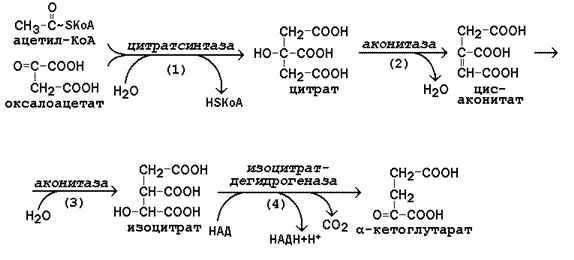 O
CH3-C~SKoA
ацетил-КоА
O=C-COOH
CH2-COOH
оксалоацетат
цитратсинтаза
(1)
H2O
HSKoA
CH2-COOH
HO-C-COOH
CH2-COOH
цитрат
аконитаза
(2)
H2O
CH2-COOH
C-COOH
CH-COOH
цис-
аконитат
аконитаза
(3)
H2O
CH2-COOH
CH-COOH
HO-CH-COOH
изоцитрат
изоцитрат-
дегидрогеназа
(4)
НАД
НАДН+Н+
CO2
CH2-COOH
CH2
O=C-COOH
α-кетоглутарат